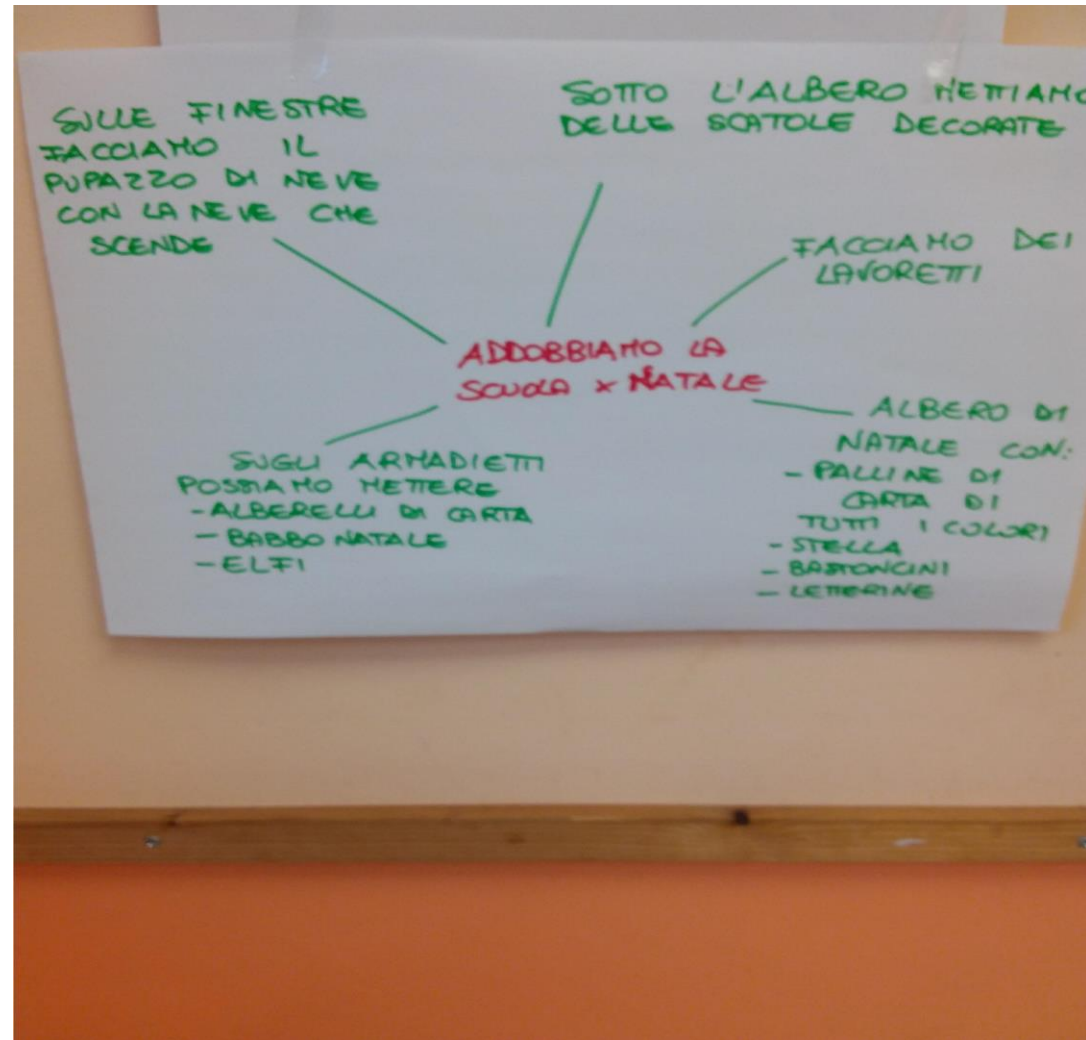 SULLE FINESTRE
FACCIAMO IL
PUPAZZO DI NEVE
CON LA NEVE CHE
SCENDE
SOTTO L'ALBERO METTIAMO
DELLE SCATOLE DECORATE
FACCIAMO DEI
LAVORETTI
ADDOBBIAMO LA
SCUOLA x NATALE
SUGLI ARMADIETTI
POSSIAMO METTERE
- ALBERELLI DI CARTA
- BABBO NATALE
- ELFI
ALBERO DI
NATALE CON:
- PALLINE DI
CARTA DI
TUTTI I COLORI
- STELLA
- BASTONCINI
- LETTERINE